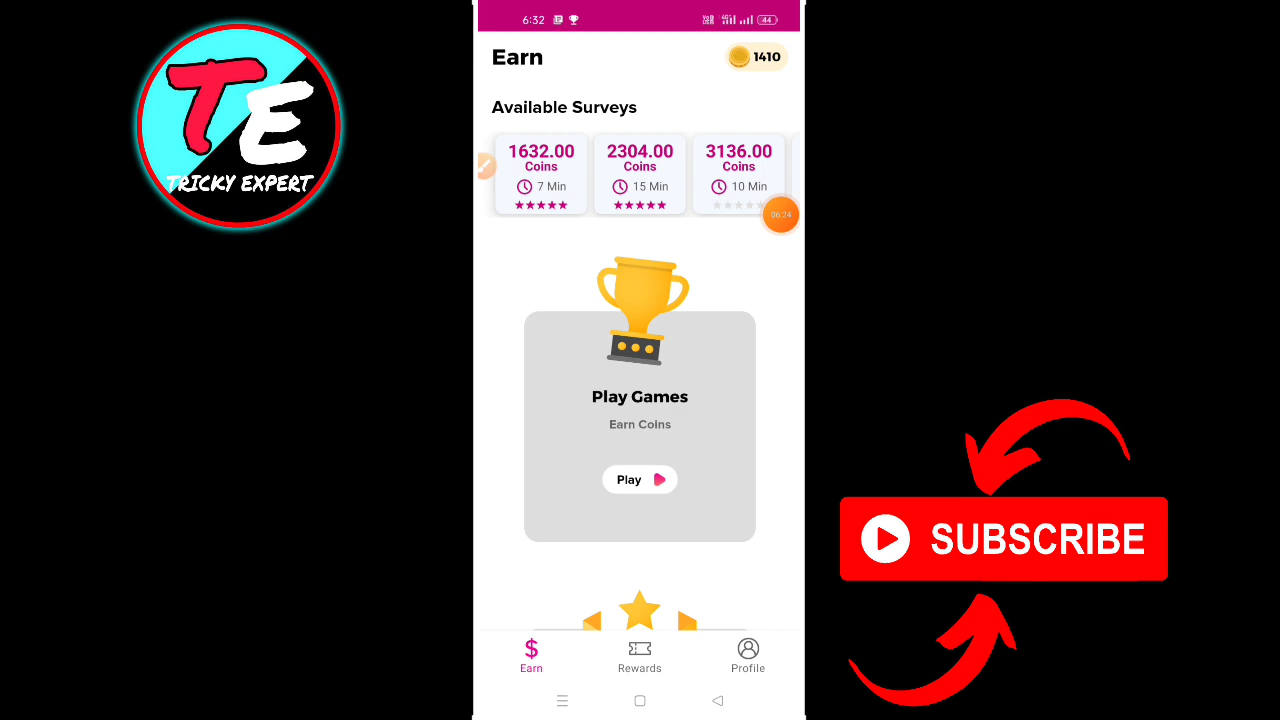 TE
TRICKY EXPERT
6:32
44
Earn
1410
Available Surveys
1632.00
Coins
7 Min
2304.00
Coins
15 Min
3136.00
Coins
10 Min
06:24
Play Games
Earn Coins
Play
SUBSCRIBE
$
Earn
Rewards
Profile